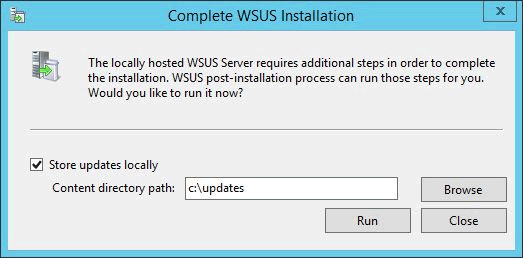 Complete WSUS Installation
The locally hosted WSUS Server requires additional steps in order to complete
the installation. WSUS post-installation process can run those steps for you.
Would you like to run it now?
Store updates locally
Content directory path: c:\updates Browse
Run Close